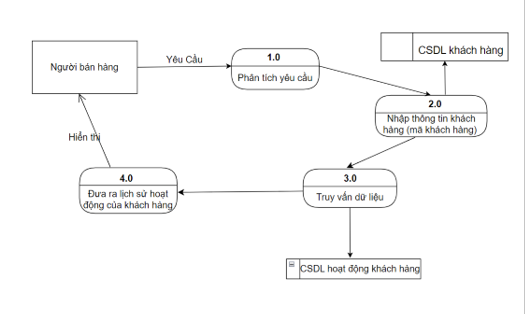 Người bán hàng
Yêu Cầu
1.0
Phân tích yêu cầu
CSDL khách hàng
2.0
Nhập thông tin khách
hàng (mã khách hàng)
Hiển thị
4.0
Đưa ra lịch sử hoạt
động của khách hàng
3.0
Truy vấn dữ liệu
CSDL hoạt động khách hàng